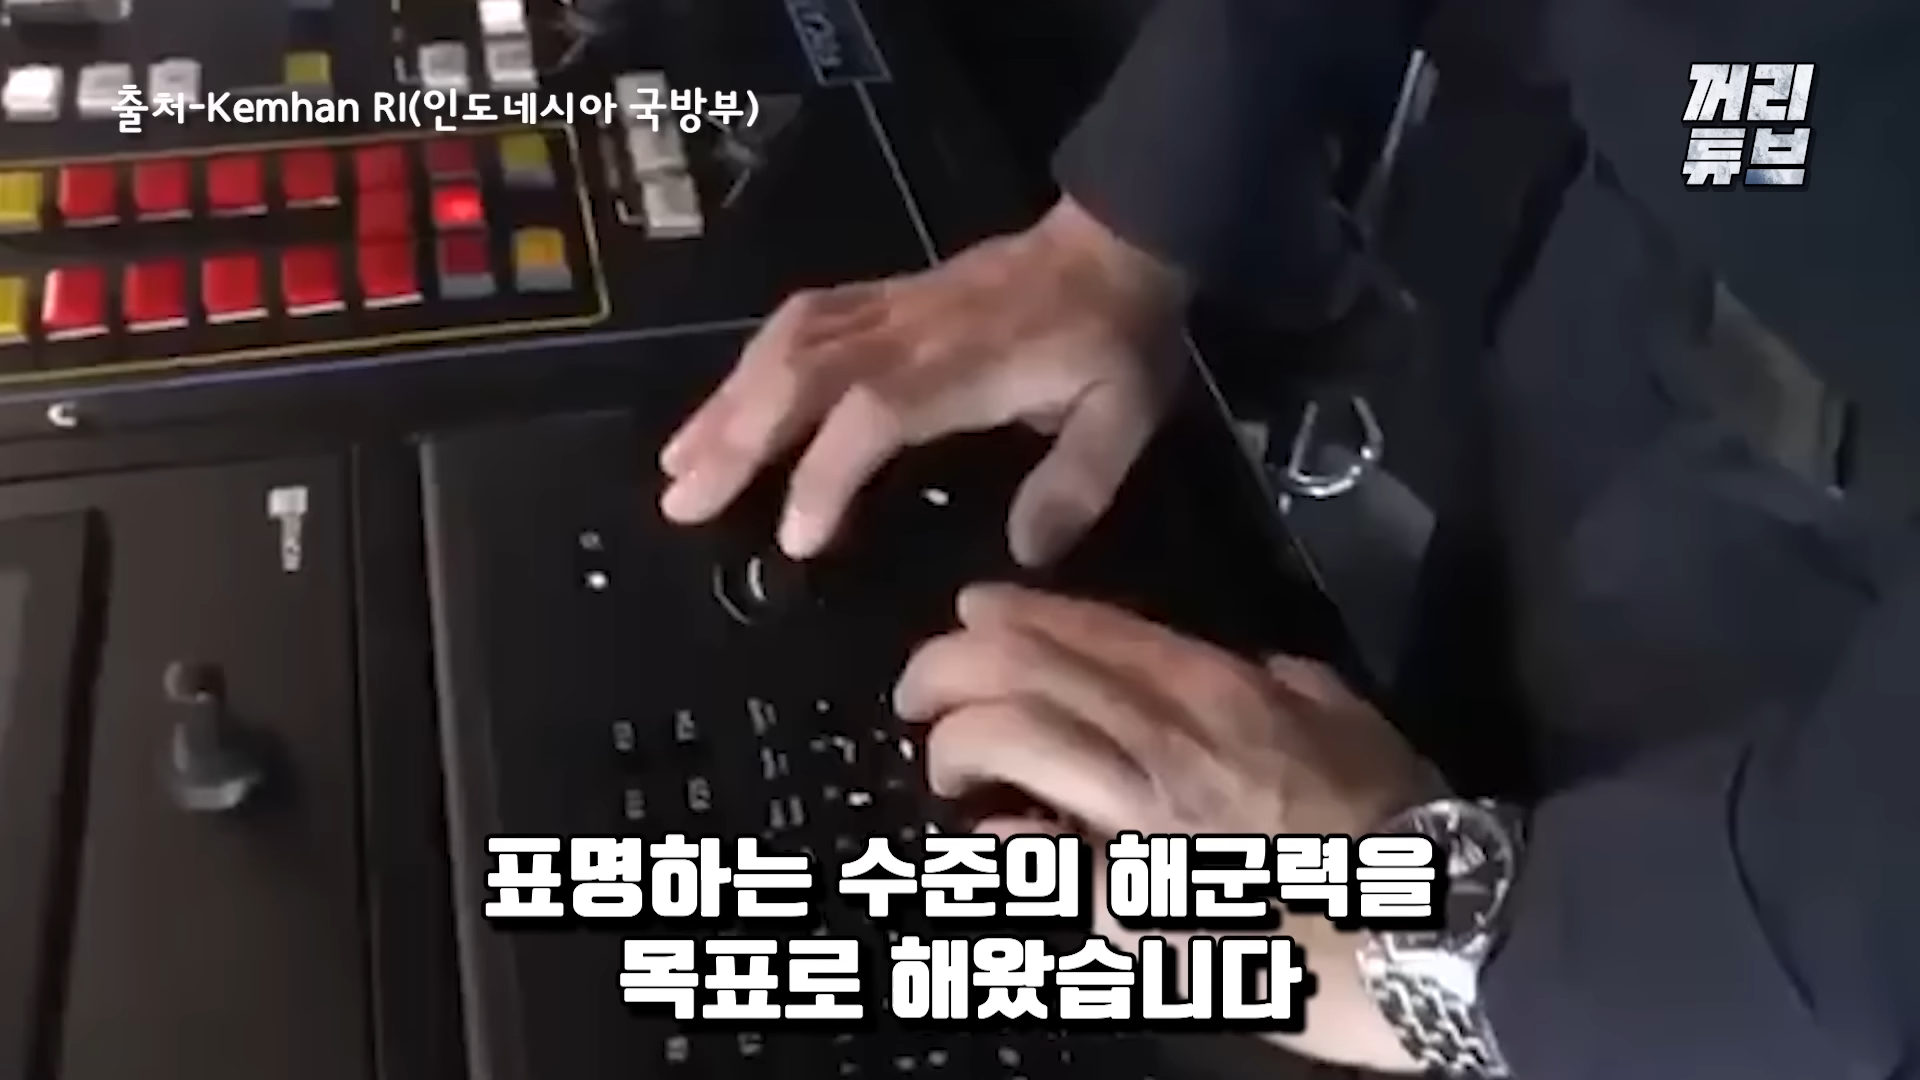 출처-Kemhan RI(인도네시아 국방부)
꺼리
튜브
표명하는 수준의 해군력을
목표로 해왔습니다